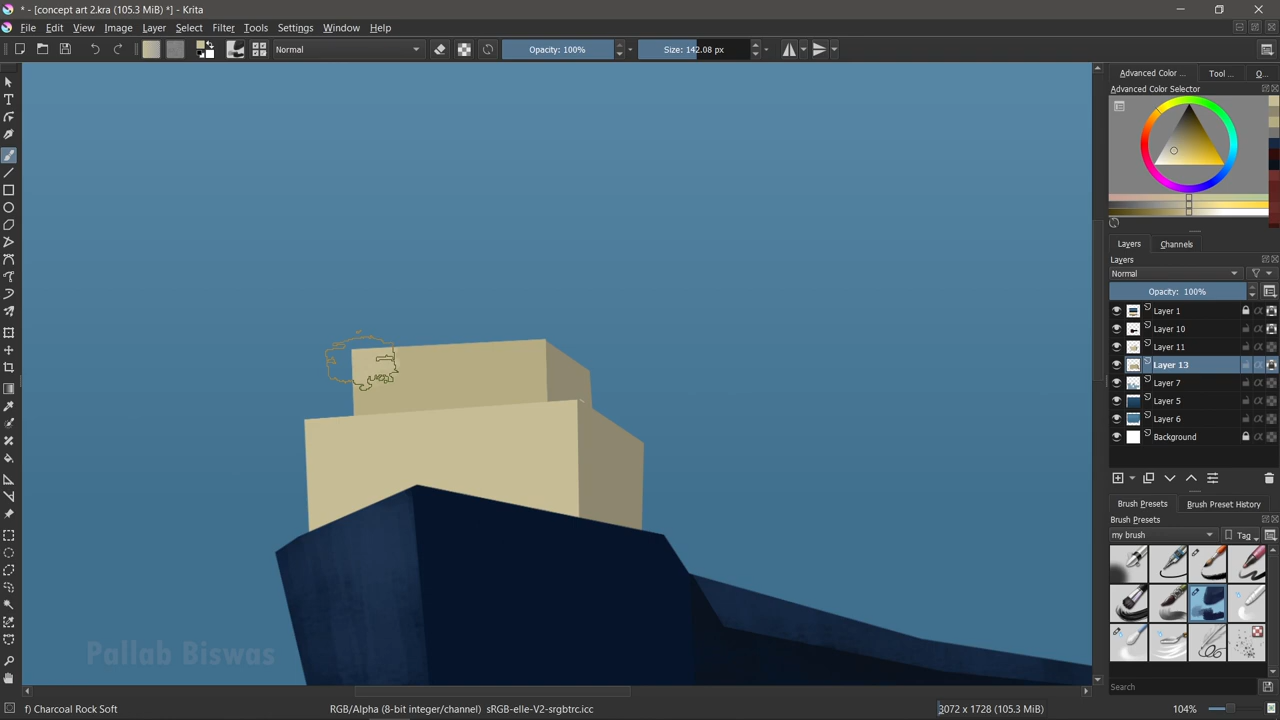 * - [concept art 2.kra (105.3 MiB) *] - Krita
File Edit View Image Layer Select Filter Tools Settings Window Help
Normal Opacity: 100% Size: 142.08 px
Advanced Color ... Tool ... O...
Advanced Color Selector
Layers Channels
Layers
Normal
Opacity: 100%
Layer 1
Layer 10
Layer 11
Layer 13
Layer 7
Layer 5
Layer 6
Background
Brush Presets Brush Preset History
Brush Presets
my brush Tag
Search
Pallab Biswas
f) Charcoal Rock Soft RGB/Alpha (8-bit integer/channel) sRGB-elle-V2-srgbtrc.icc 3072 x 1728 (105.3 MiB) 104%